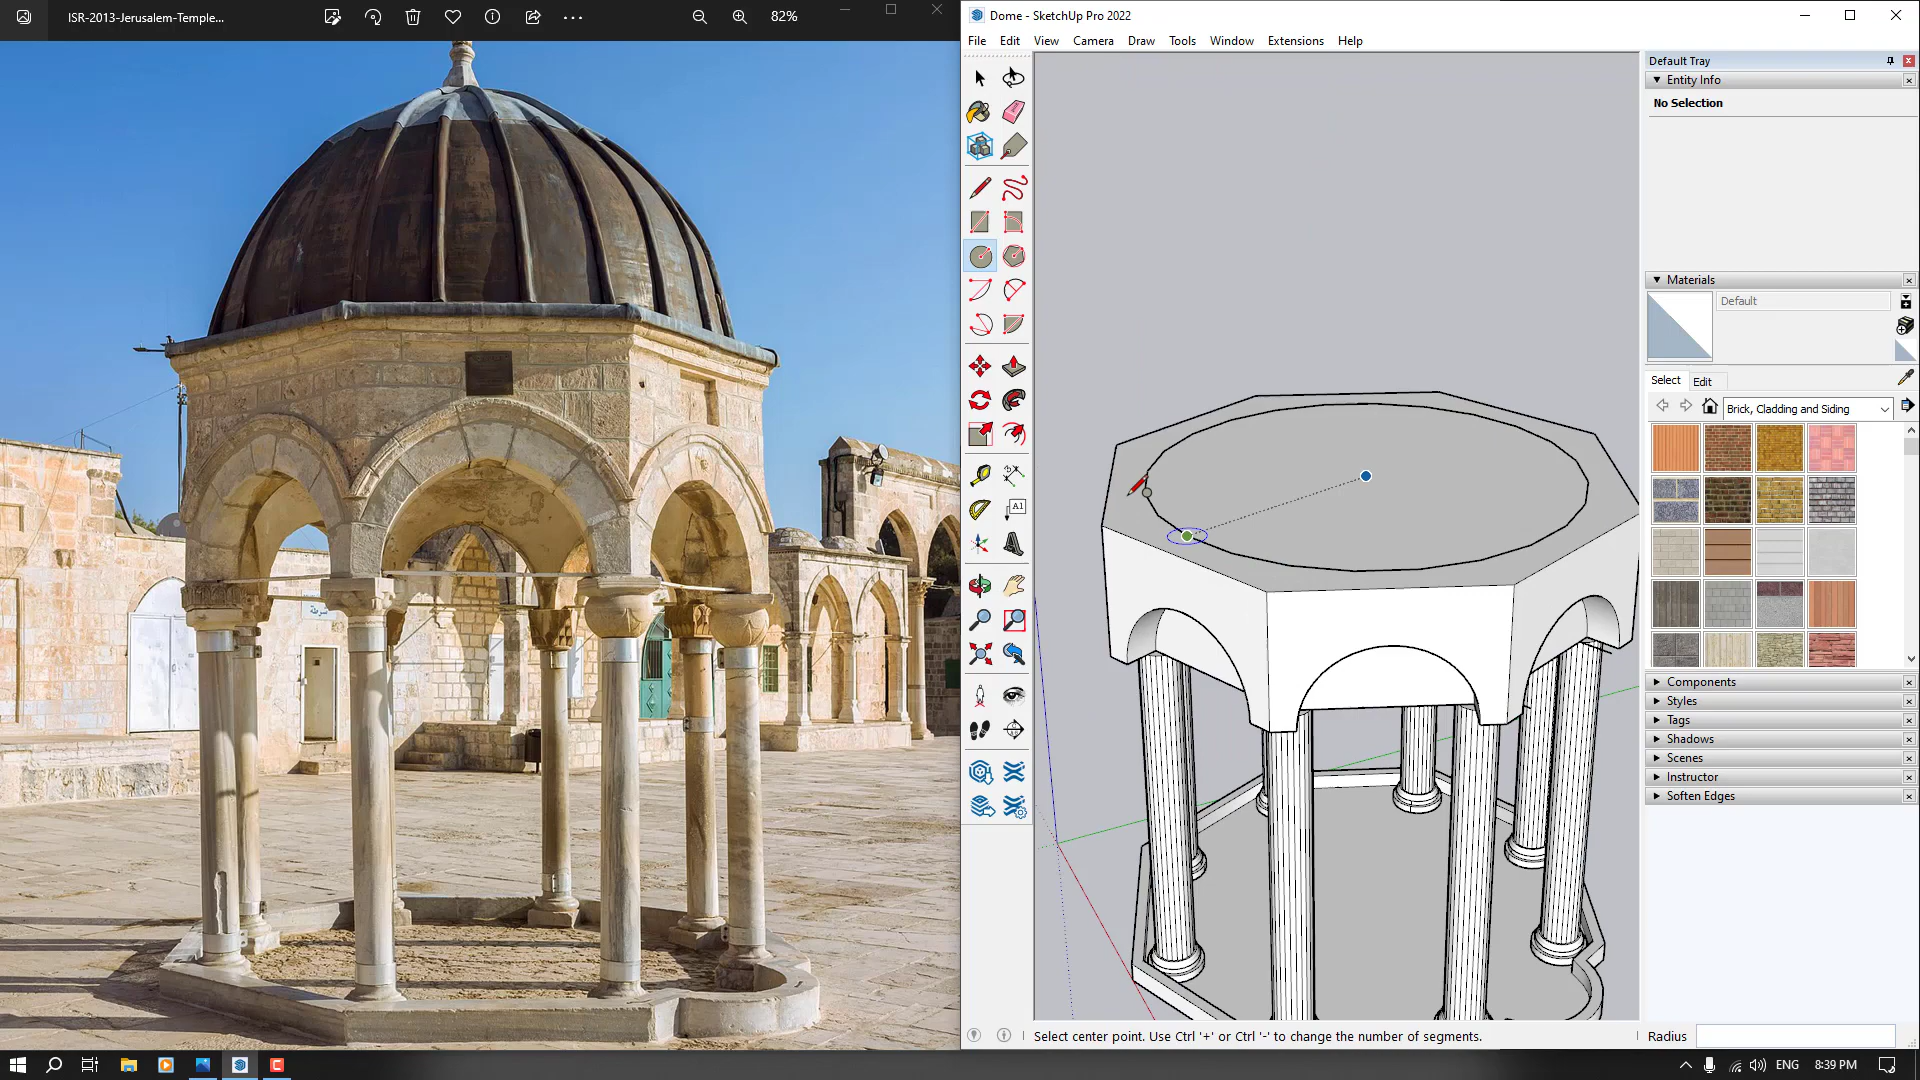 ISR-2013-Jerusalem-Temple...
82%
Dome - SketchUp Pro 2022
File Edit View Camera Draw Tools Window Extensions Help
Default Tray
Entity Info
No Selection
Materials
Default
Select Edit
Brick, Cladding and Siding
A1
Components
Styles
Tags
Shadows
Scenes
Instructor
Soften Edges
Select center point. Use Ctrl '+' or Ctrl '-' to change the number of segments.
Radius
ENG
8:39 PM